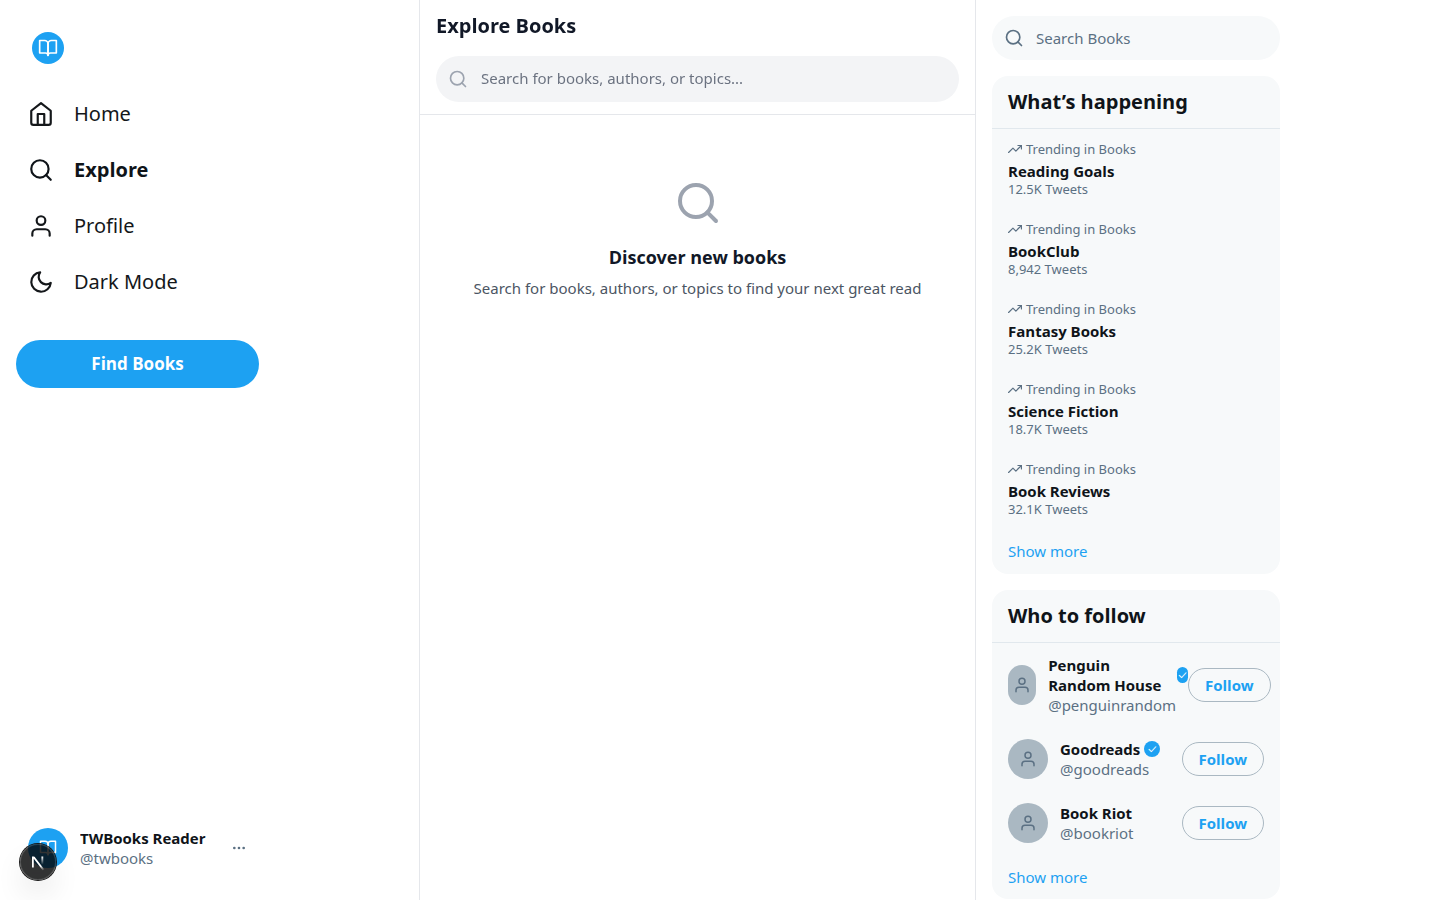 Home
Explore
Profile
Dark Mode
Find Books
TWBooks Reader
@twbooks
...
N
Explore Books
Search for books, authors, or topics...
Discover new books
Search for books, authors, or topics to find your next great read
Search Books
What's happening
Trending in Books
Reading Goals
12.5K Tweets
Trending in Books
BookClub
8,942 Tweets
Trending in Books
Fantasy Books
25.2K Tweets
Trending in Books
Science Fiction
18.7K Tweets
Trending in Books
Book Reviews
32.1K Tweets
Show more
Who to follow
Penguin
Random House
@penguinrandom
Follow
Goodreads
@goodreads
Follow
Book Riot
@bookriot
Follow
Show more